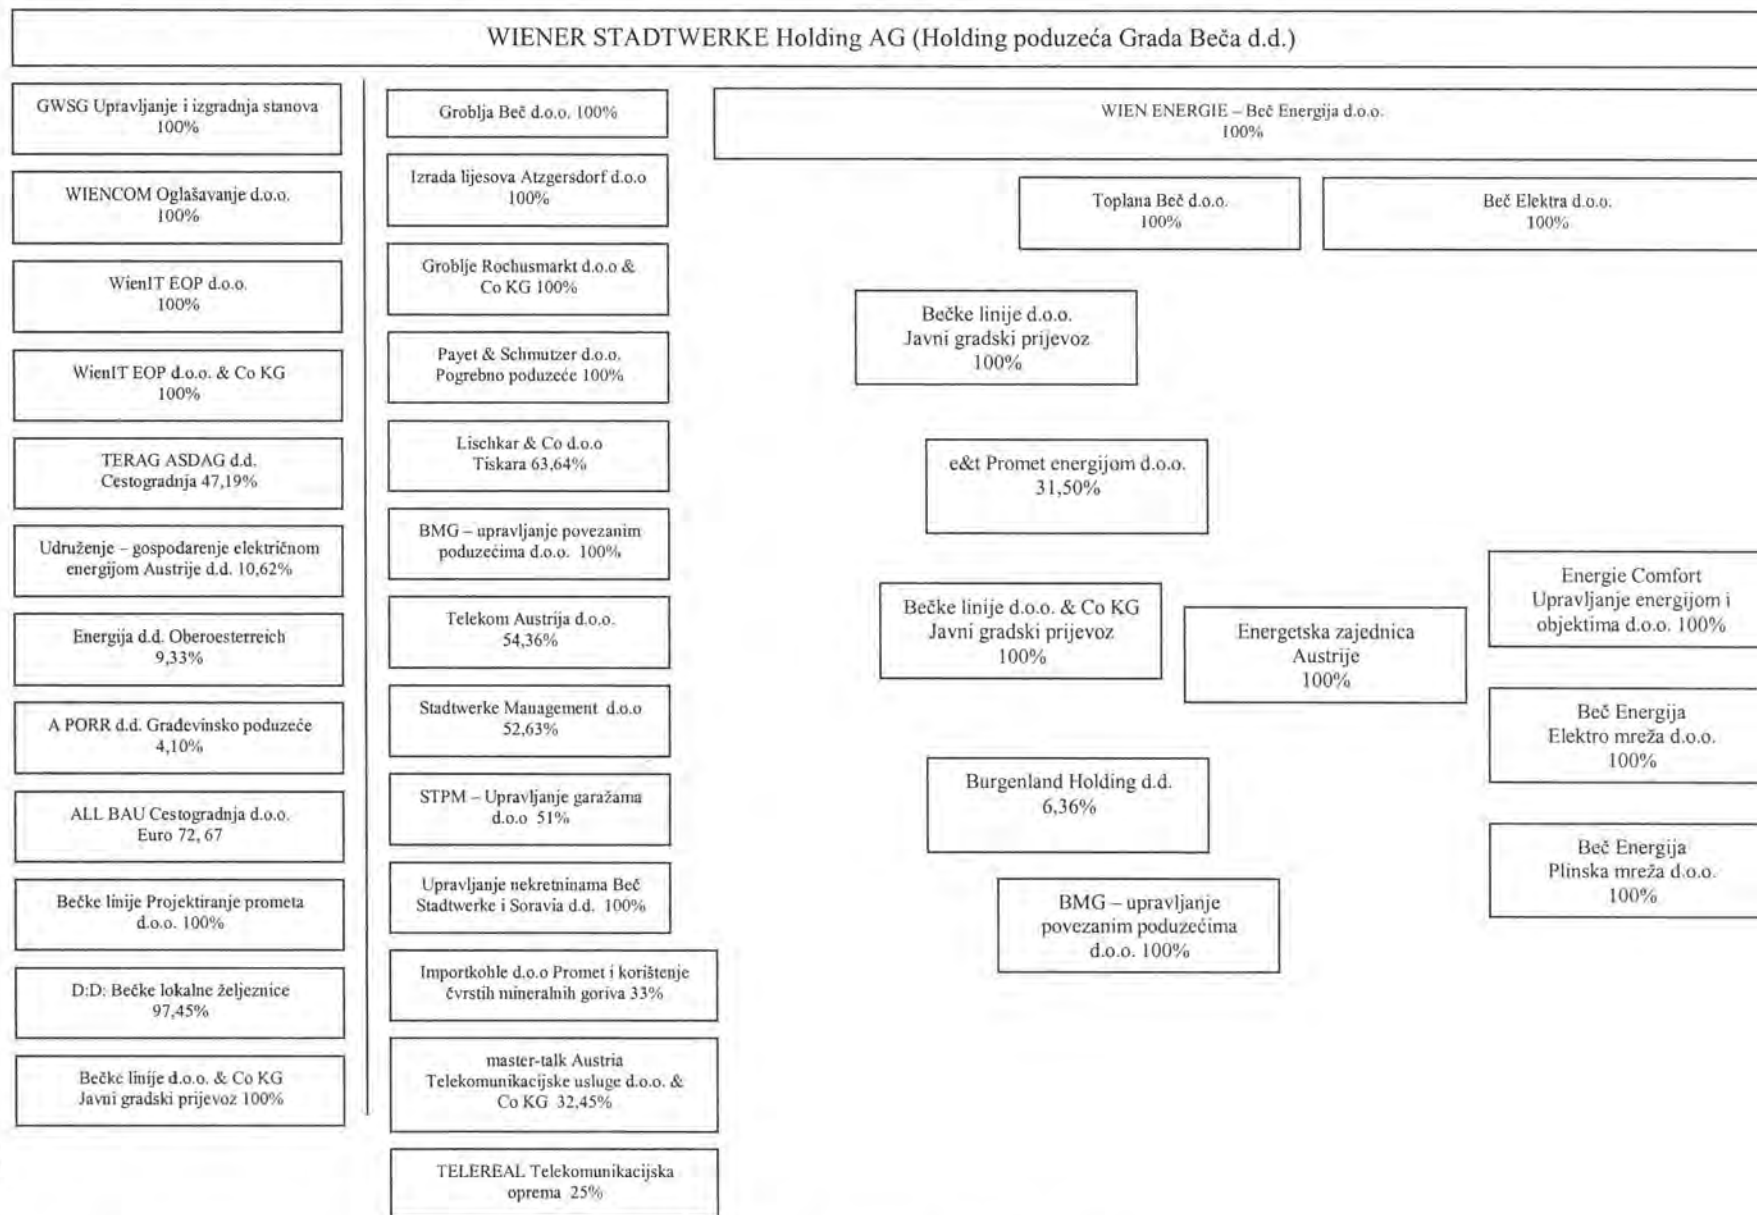 WIENER STADTWERKE Holding AG (Holding poduzeća Grada Beča d.d.)
GWSG Upravljanje i izgradnja stanova
100%
WIENCOM Oglašavanje d.o.o.
100%
WienIT EOP d.o.o.
100%
WienIT EOP d.o.o. & Co KG
100%
TERAG ASDAG d.d.
Cestogradnja 47,19%
Udruženje – gospodarenje električnom
energijom Austrije d.d. 10,62%
Energija d.d. Oberoesterreich
9,33%
A PORR d.d. Građevinsko poduzeće
4,10%
ALL BAU Cestogradnja d.o.o.
Euro 72, 67
Bečke linije Projektiranje prometa
d.o.o. 100%
D:D: Bečke lokalne željeznice
97,45%
Bečke linije d.o.o. & Co KG
Javni gradski prijevoz 100%
Groblja Beč d.o.o. 100%
Izrada lijesova Atzgersdorf d.o.o
100%
Groblje Rochusmarkt d.o.o &
Co KG 100%
Payet & Schmutzer d.o.o.
Pogrebno poduzeće 100%
Lischkar & Co d.o.o
Tiskara 63,64%
BMG – upravljanje povezanim
poduzećima d.o.o. 100%
Telekom Austrija d.o.o.
54,36%
Stadtwerke Management d.o.o
52,63%
STPM – Upravljanje garažama
d.o.o 51%
Upravljanje nekretninama Beč
Stadtwerke i Soravia d.d. 100%
Importkohle d.o.o Promet i korištenje
čvrstih mineralnih goriva 33%
master-talk Austria
Telekomunikacijske usluge d.o.o. &
Co KG 32,45%
TELEREAL Telekomunikacijska
oprema 25%
WIEN ENERGIE – Beč Energija d.o.o.
100%
Toplana Beč d.o.o.
100%
Beč Elektra d.o.o.
100%
Bečke linije d.o.o.
Javni gradski prijevoz
100%
e&t Promet energijom d.o.o.
31,50%
Bečke linije d.o.o. & Co KG
Javni gradski prijevoz
100%
Energetska zajednica
Austrije
100%
Energie Comfort
Upravljanje energijom i
objektima d.o.o. 100%
Beč Energija
Elektro mreža d.o.o.
100%
Burgenland Holding d.d.
6,36%
Beč Energija
Plinska mreža d.o.o.
100%
BMG – upravljanje
povezanim poduzećima
d.o.o. 100%